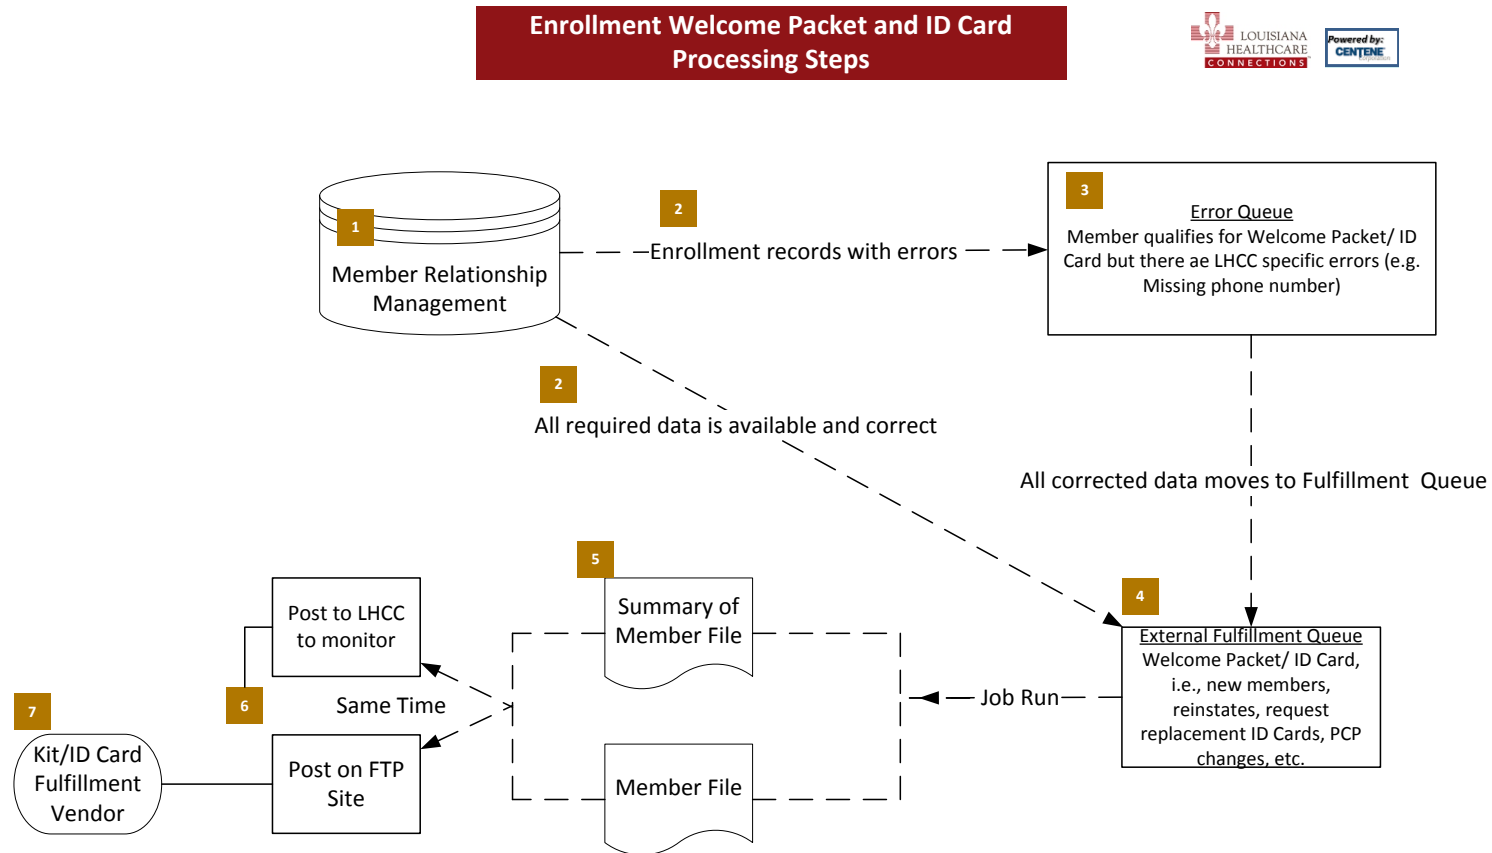 Enrollment Welcome Packet and ID Card
Processing Steps
LOUISIANA
HEALTHCARE
CONNECTIONS
Powered by:
CENTENE
Corporation
1
Member Relationship
Management
2
Enrollment records with errors
3
Error Queue
Member qualifies for Welcome Packet/ ID
Card but there ae LHCC specific errors (e.g.
Missing phone number)
2
All required data is available and correct
All corrected data moves to Fulfillment Queue
4
External Fulfillment Queue
Welcome Packet/ ID Card,
i.e., new members,
reinstates, request
replacement ID Cards, PCP
changes, etc.
Job Run
5
Summary of
Member File
Member File
Same Time
Post to LHCC
to monitor
6
Post on FTP
Site
7
Kit/ID Card
Fulfillment
Vendor